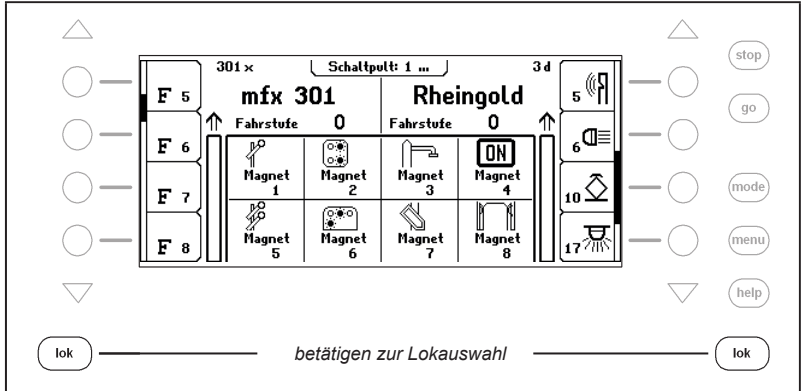 stop
301 x Schaltpult: 1 ... 3 d
F 5 mfx 301 Rheingold 5
go
Fahrstufe 0 Fahrstufe 0
F 6 6
ON
Magnet 1 Magnet 2 Magnet 3 Magnet 4
F 7 10
mode
Magnet 5 Magnet 6 Magnet 7 Magnet 8
F 8 17
menu
help
lok betätigen zur Lokauswahl lok